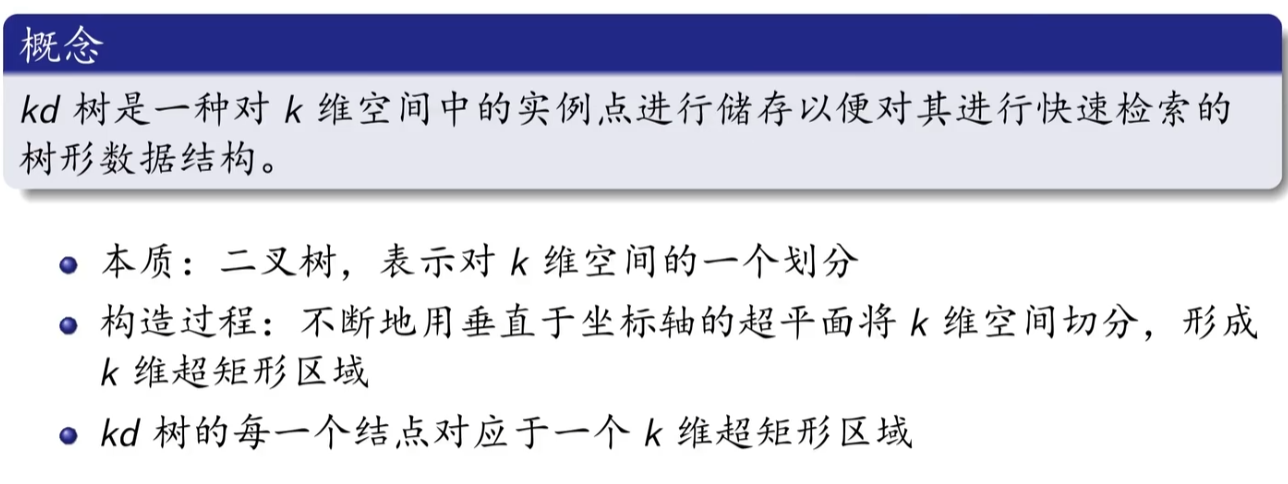 概念
kd 树是一种对 k 维空间中的实例点进行储存以便对其进行快速检索的
树形数据结构。
本质：二叉树，表示对 k 维空间的一个划分
构造过程：不断地用垂直于坐标轴的超平面将 k 维空间切分，形成
k 维超矩形区域
kd 树的每一个结点对应于一个 k 维超矩形区域